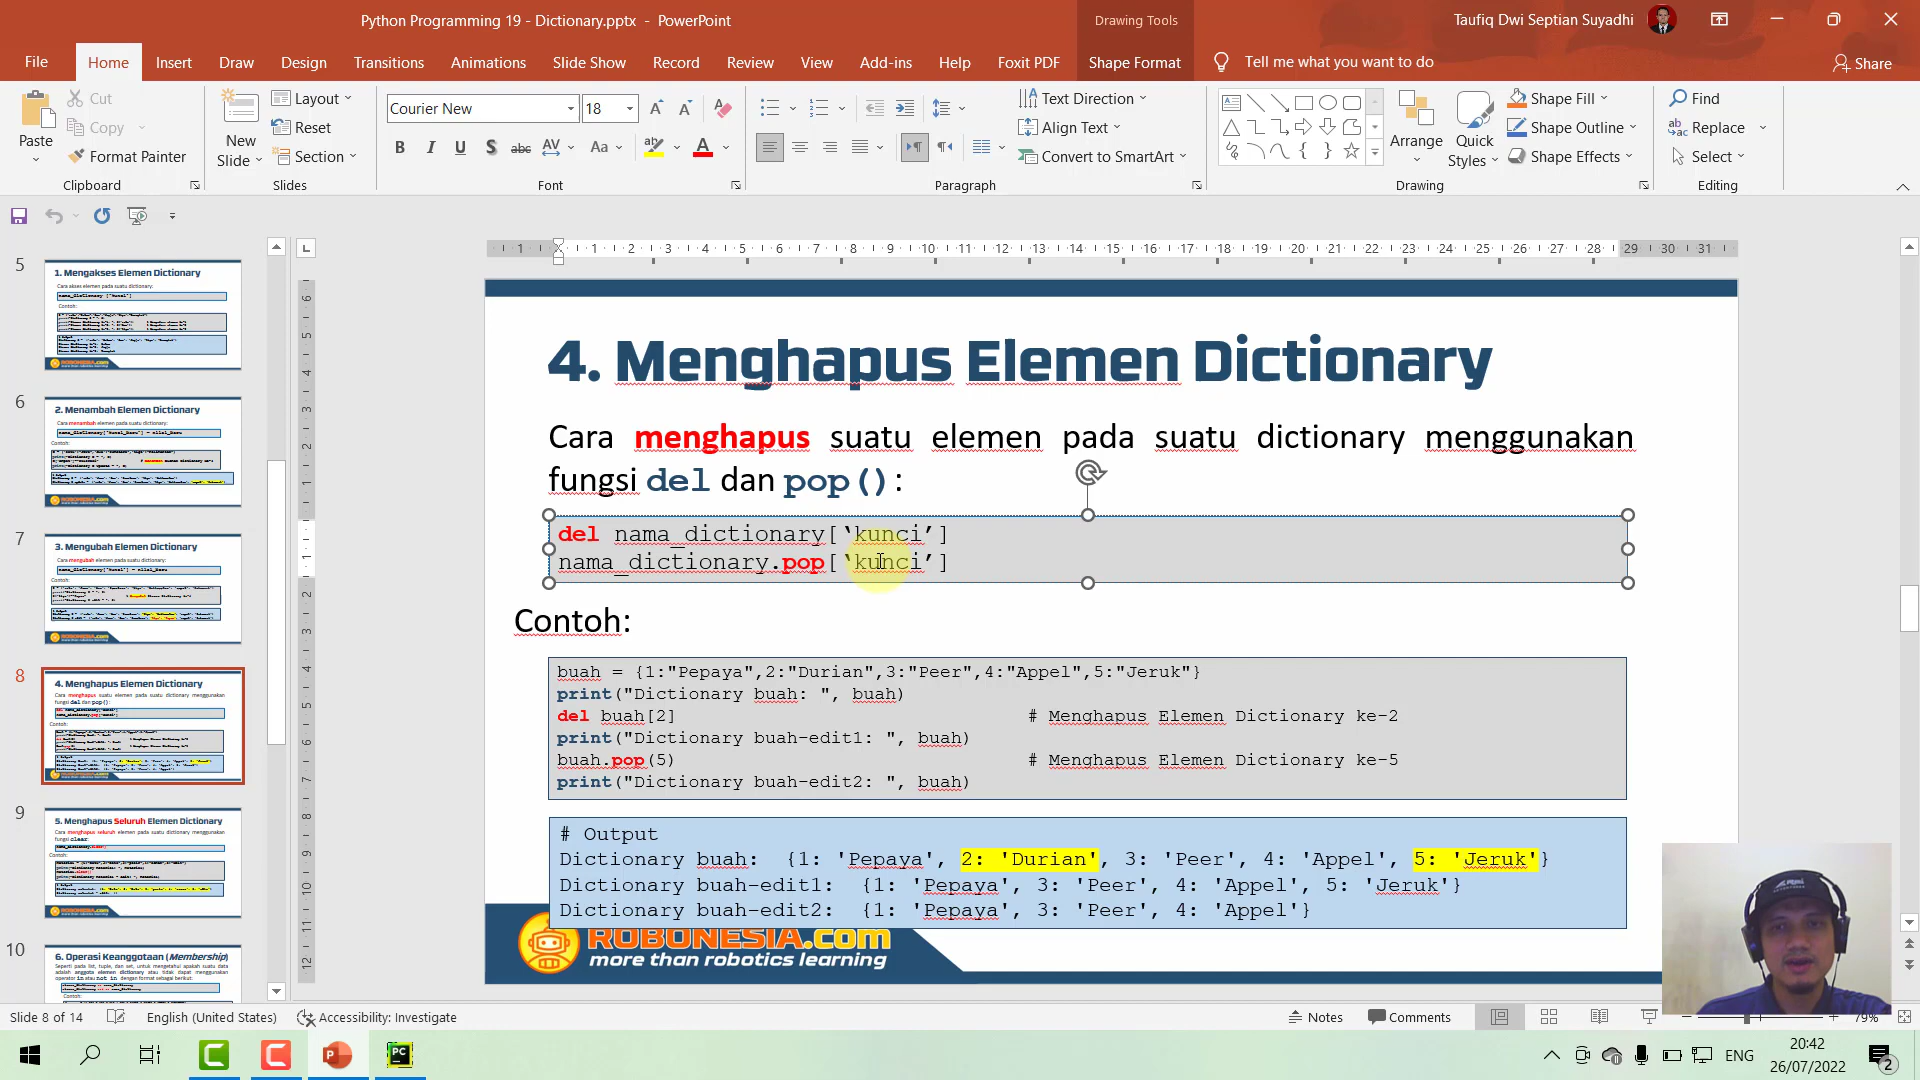 Python Programming 19 - Dictionary.pptx - PowerPoint
Drawing Tools
Taufiq Dwi Septian Suyadhi
File Home Insert Draw Design Transitions Animations Slide Show Record Review View Add-ins Help Foxit PDF Shape Format Tell me what you want to do Share
Paste
Cut
Copy
Format Painter
Clipboard
New Slide
Layout
Reset
Section
Slides
Courier New 18
Font
Text Direction
Align Text
Convert to SmartArt
Paragraph
Arrange
Quick Styles
Shape Fill
Shape Outline
Shape Effects
Drawing
Find
Replace
Select
Editing
5
1. Mengakses Elemen Dictionary
6
2. Menambah Elemen Dictionary
7
3. Mengubah Elemen Dictionary
8
4. Menghapus Elemen Dictionary
9
5. Menghapus Seluruh Elemen Dictionary
10
6. Operasi Keanggotaan (Membership)
4. Menghapus Elemen Dictionary
Cara menghapus suatu elemen pada suatu dictionary menggunakan
fungsi del dan pop():
del nama_dictionary[‘kunci’]
nama_dictionary.pop[‘kunci’]
Contoh:
buah = {1:"Pepaya",2:"Durian",3:"Peer",4:"Appel",5:"Jeruk"}
print("Dictionary buah: ", buah)
del buah[2] # Menghapus Elemen Dictionary ke-2
print("Dictionary buah-edit1: ", buah)
buah.pop(5) # Menghapus Elemen Dictionary ke-5
print("Dictionary buah-edit2: ", buah)
# Output
Dictionary buah: {1: 'Pepaya', 2: 'Durian', 3: 'Peer', 4: 'Appel', 5: 'Jeruk'}
Dictionary buah-edit1: {1: 'Pepaya', 3: 'Peer', 4: 'Appel', 5: 'Jeruk'}
Dictionary buah-edit2: {1: 'Pepaya', 3: 'Peer', 4: 'Appel'}
ROBONESIA.com
more than robotics learning
Slide 8 of 14 English (United States) Accessibility: Investigate Notes Comments 79%
ENG
20:42
26/07/2022
2